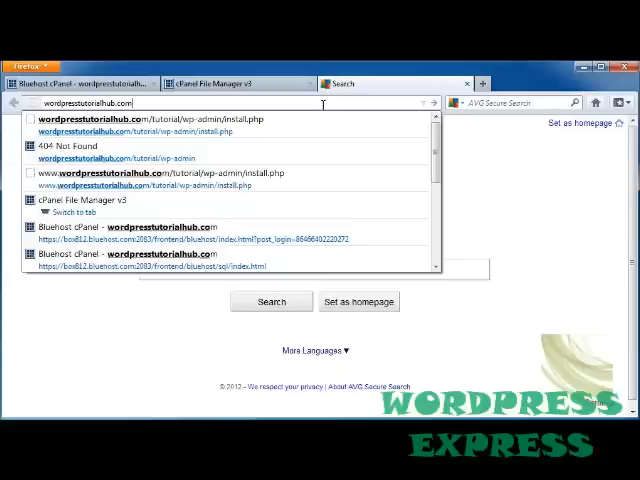 Firefox
Bluehost cPanel - wordpresstutorialh...
cPanel File Manager v3
Search
wordpresstutorialhub.com
AVG Secure Search
wordpresstutorialhub.com/tutorial/wp-admin/install.php
wordpresstutorialhub.com/tutorial/wp-admin/install.php
404 Not Found
wordpresstutorialhub.com/tutorial/wp-admin
www.wordpresstutorialhub.com/tutorial/wp-admin/install.php
www.wordpresstutorialhub.com/tutorial/wp-admin/install.php
cPanel File Manager v3
Switch to tab
Bluehost cPanel - wordpresstutorialhub.com
https://box812.bluehost.com:2083/frontend/bluehost/index.html?post_login=86466402220272
Bluehost cPanel - wordpresstutorialhub.com
https://box812.bluehost.com:2083/frontend/bluehost/sql/index.html
Set as homepage
Search
Set as homepage
More Languages
© 2012 - We respect your privacy | About AVG Secure Search
WORDPRESS
EXPRESS